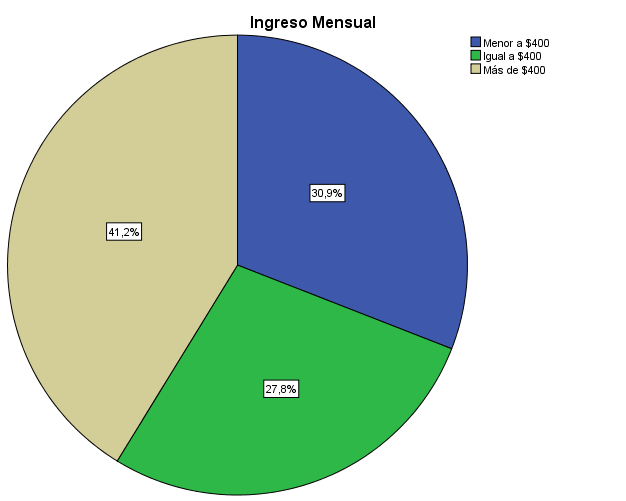 Ingreso Mensual
Menor a $400
Igual a $400
Más de $400
30,9%
41,2%
27,8%